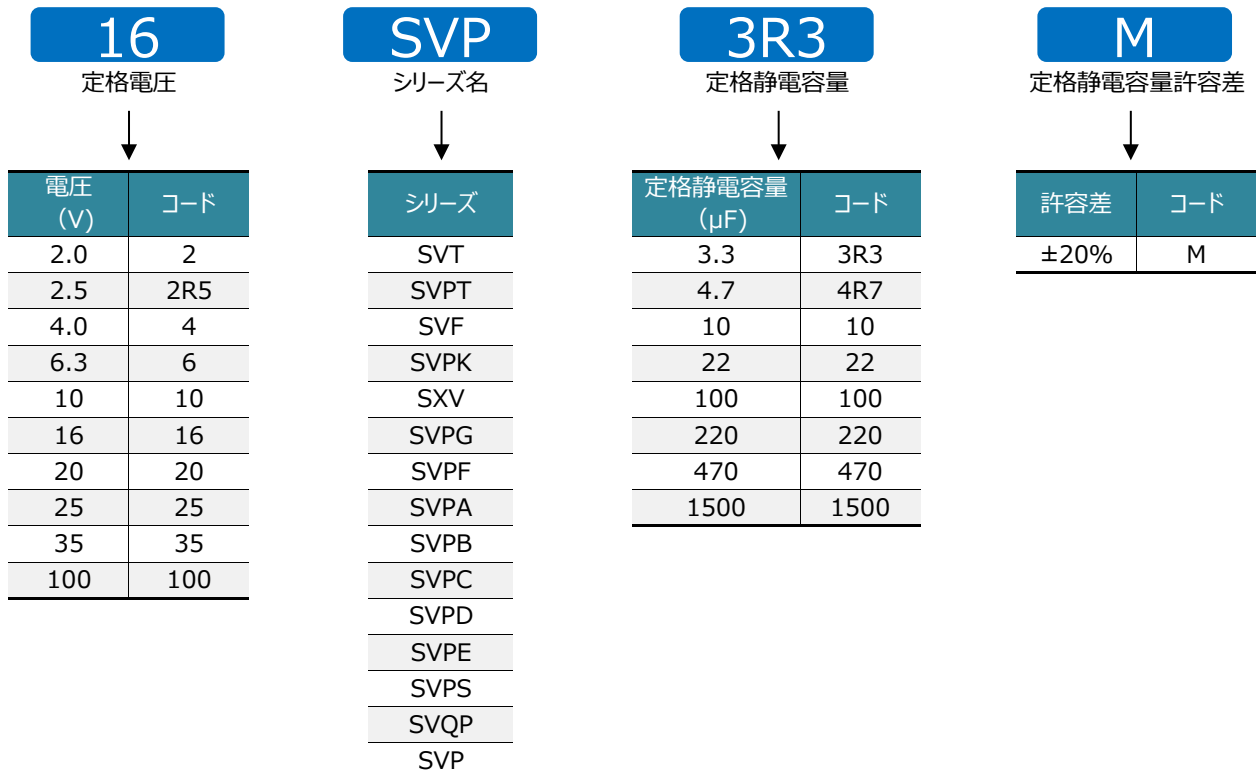 16 SVP 3R3 M
定格電圧 シリーズ名 定格静電容量 定格静電容量許容差
電圧
(V) コード
2.0 2
2.5 2R5
4.0 4
6.3 6
10 10
16 16
20 20
25 25
35 35
100 100
シリーズ
SVT
SVPT
SVF
SVPK
SXV
SVPG
SVPF
SVPA
SVPB
SVPC
SVPD
SVPE
SVPS
SVQP
SVP
定格静電容量
(μF) コード
3.3 3R3
4.7 4R7
10 10
22 22
100 100
220 220
470 470
1500 1500
許容差 コード
±20% M